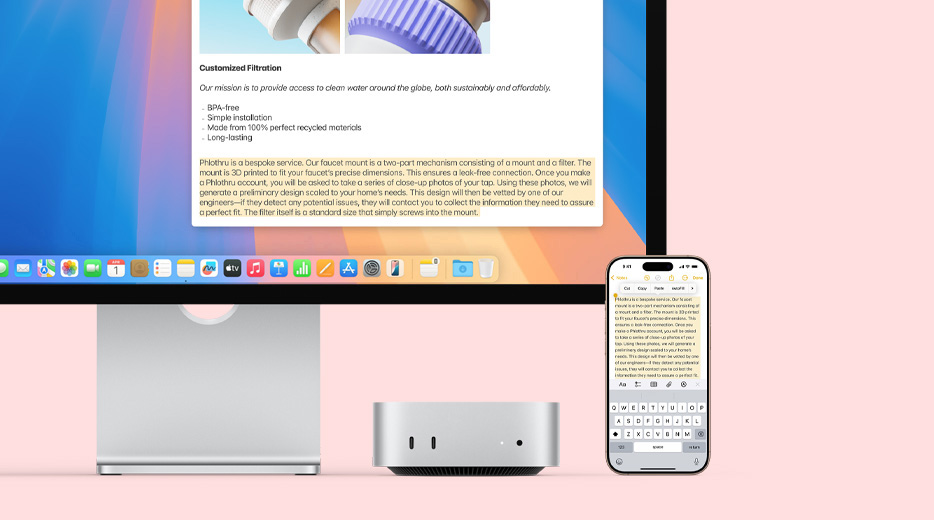 Customized Filtration
Our mission is to provide access to clean water around the globe, both sustainably and affordably.
- BPA-free
- Simple installation
- Made from 100% perfect recycled materials
- Long-lasting
Phlothru is a bespoke service. Our faucet mount is a two-part mechanism consisting of a mount and a filter. The
mount is 3D printed to fit your faucet's precise dimensions. This ensures a leak-free connection. Once you make
a Phlothru account, you will be asked to take a series of close-up photos of your tap. Using these photos, we will
generate a preliminary design scaled to your home's needs. This design will then be vetted by one of our
engineers—if they detect any potential issues, they will contact you to collect the information they need to assure
a perfect fit. The filter itself is a standard size that simply screws into the mount.
1
tv
9:41
Done
Cut Copy Paste AutoFill >
Phlothru is a bespoke service. Our faucet
mount is a two-part mechanism consisting of
a mount and a filter. The mount is 3D printed
to fit your faucet's precise dimensions. This
ensures a leak-free connection. Once you
make a Phlothru account, you will be asked
to take a series of close-up photos of your
tap. Using these photos, we will generate a
preliminary design scaled to your home's
needs. This design will then be vetted by one
of our engineers—if they detect any potential
issues, they will contact you to collect the
information they need to assure a perfect fit.
Aa
Q W E R T Y U I O P
A S D F G H J K L
Z X C V B N M
123 space return